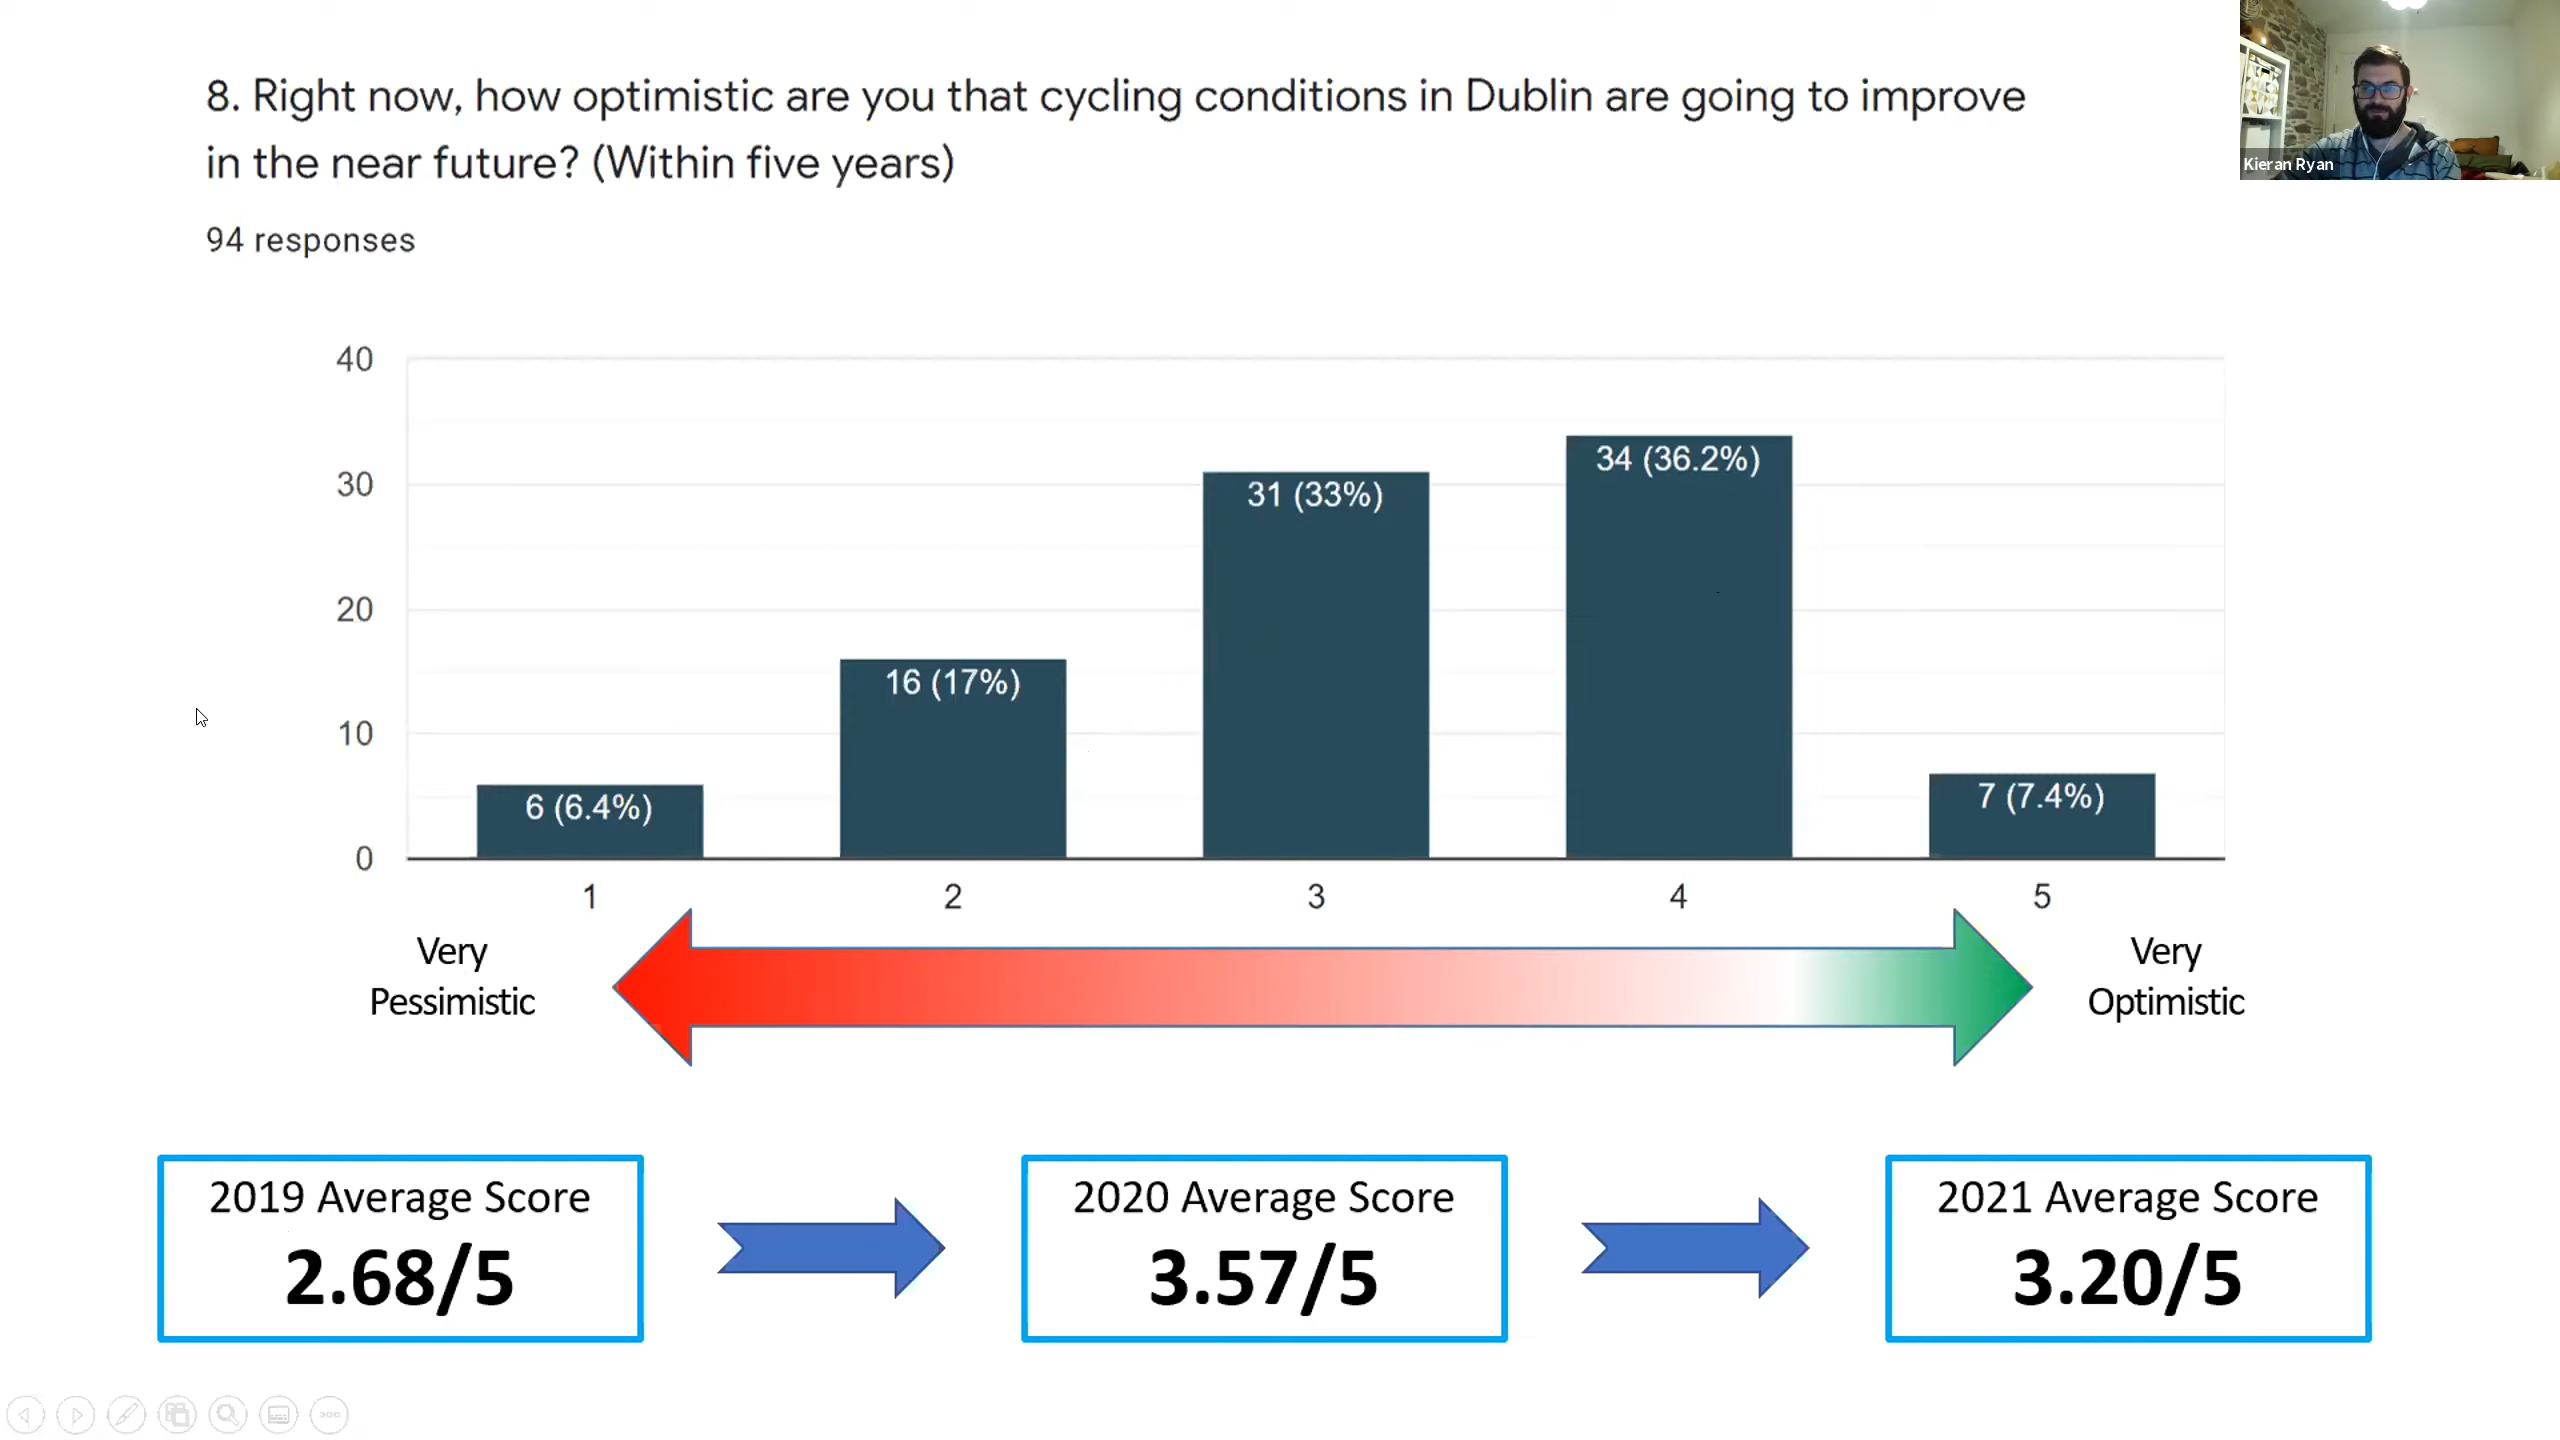 8. Right now, how optimistic are you that cycling conditions in Dublin are going to improve
in the near future? (Within five years)
94 responses
Kieran Ryan
40
30
20
10
0
6 (6.4%)
16 (17%)
31 (33%)
34 (36.2%)
7 (7.4%)
1
2
3
4
5
Very
Pessimistic
Very
Optimistic
2019 Average Score
2.68/5
2020 Average Score
3.57/5
2021 Average Score
3.20/5